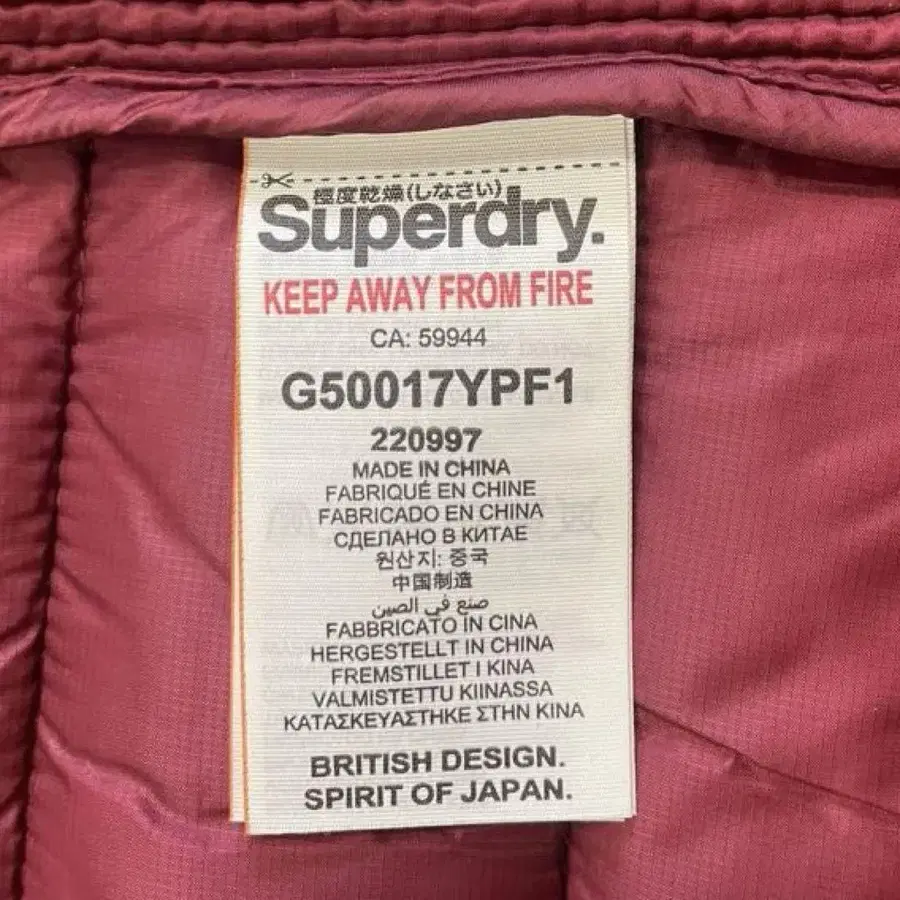 極度乾燥(しなさい)
Superdry.
KEEP AWAY FROM FIRE
CA: 59944
G50017YPF1
220997
MADE IN CHINA
FABRIQUÉ EN CHINE
FABRICADO EN CHINA
СДЕЛАНО В КИТАЕ
원산지: 중국
中国制造
صنع في الصين
FABBRICATO IN CINA
HERGESTELLT IN CHINA
FREMSTILLET I KINA
VALMISTETTU KIINASSA
ΚΑΤΑΣΚΕΥΑΣΤΗΚΕ ΣΤΗΝ ΚΙΝΑ
BRITISH DESIGN.
SPIRIT OF JAPAN.